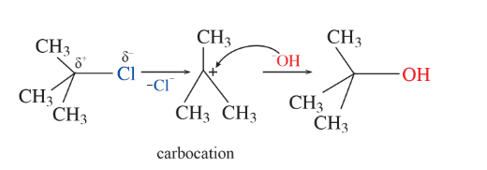 CH₃ δ⁺ δ⁻ Cl CH₃ CH₃
-Cl⁻
CH₃ + CH₃ CH₃
⁻OH
CH₃ OH CH₃ CH₃
carbocation